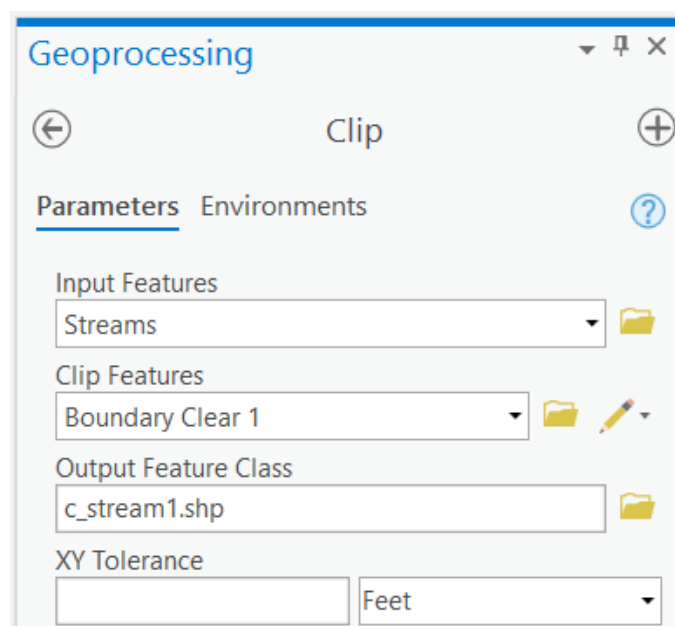 Geoprocessing
Clip
Parameters Environments
?
Input Features
Streams
Clip Features
Boundary Clear 1
Output Feature Class
c_stream1.shp
XY Tolerance
Feet